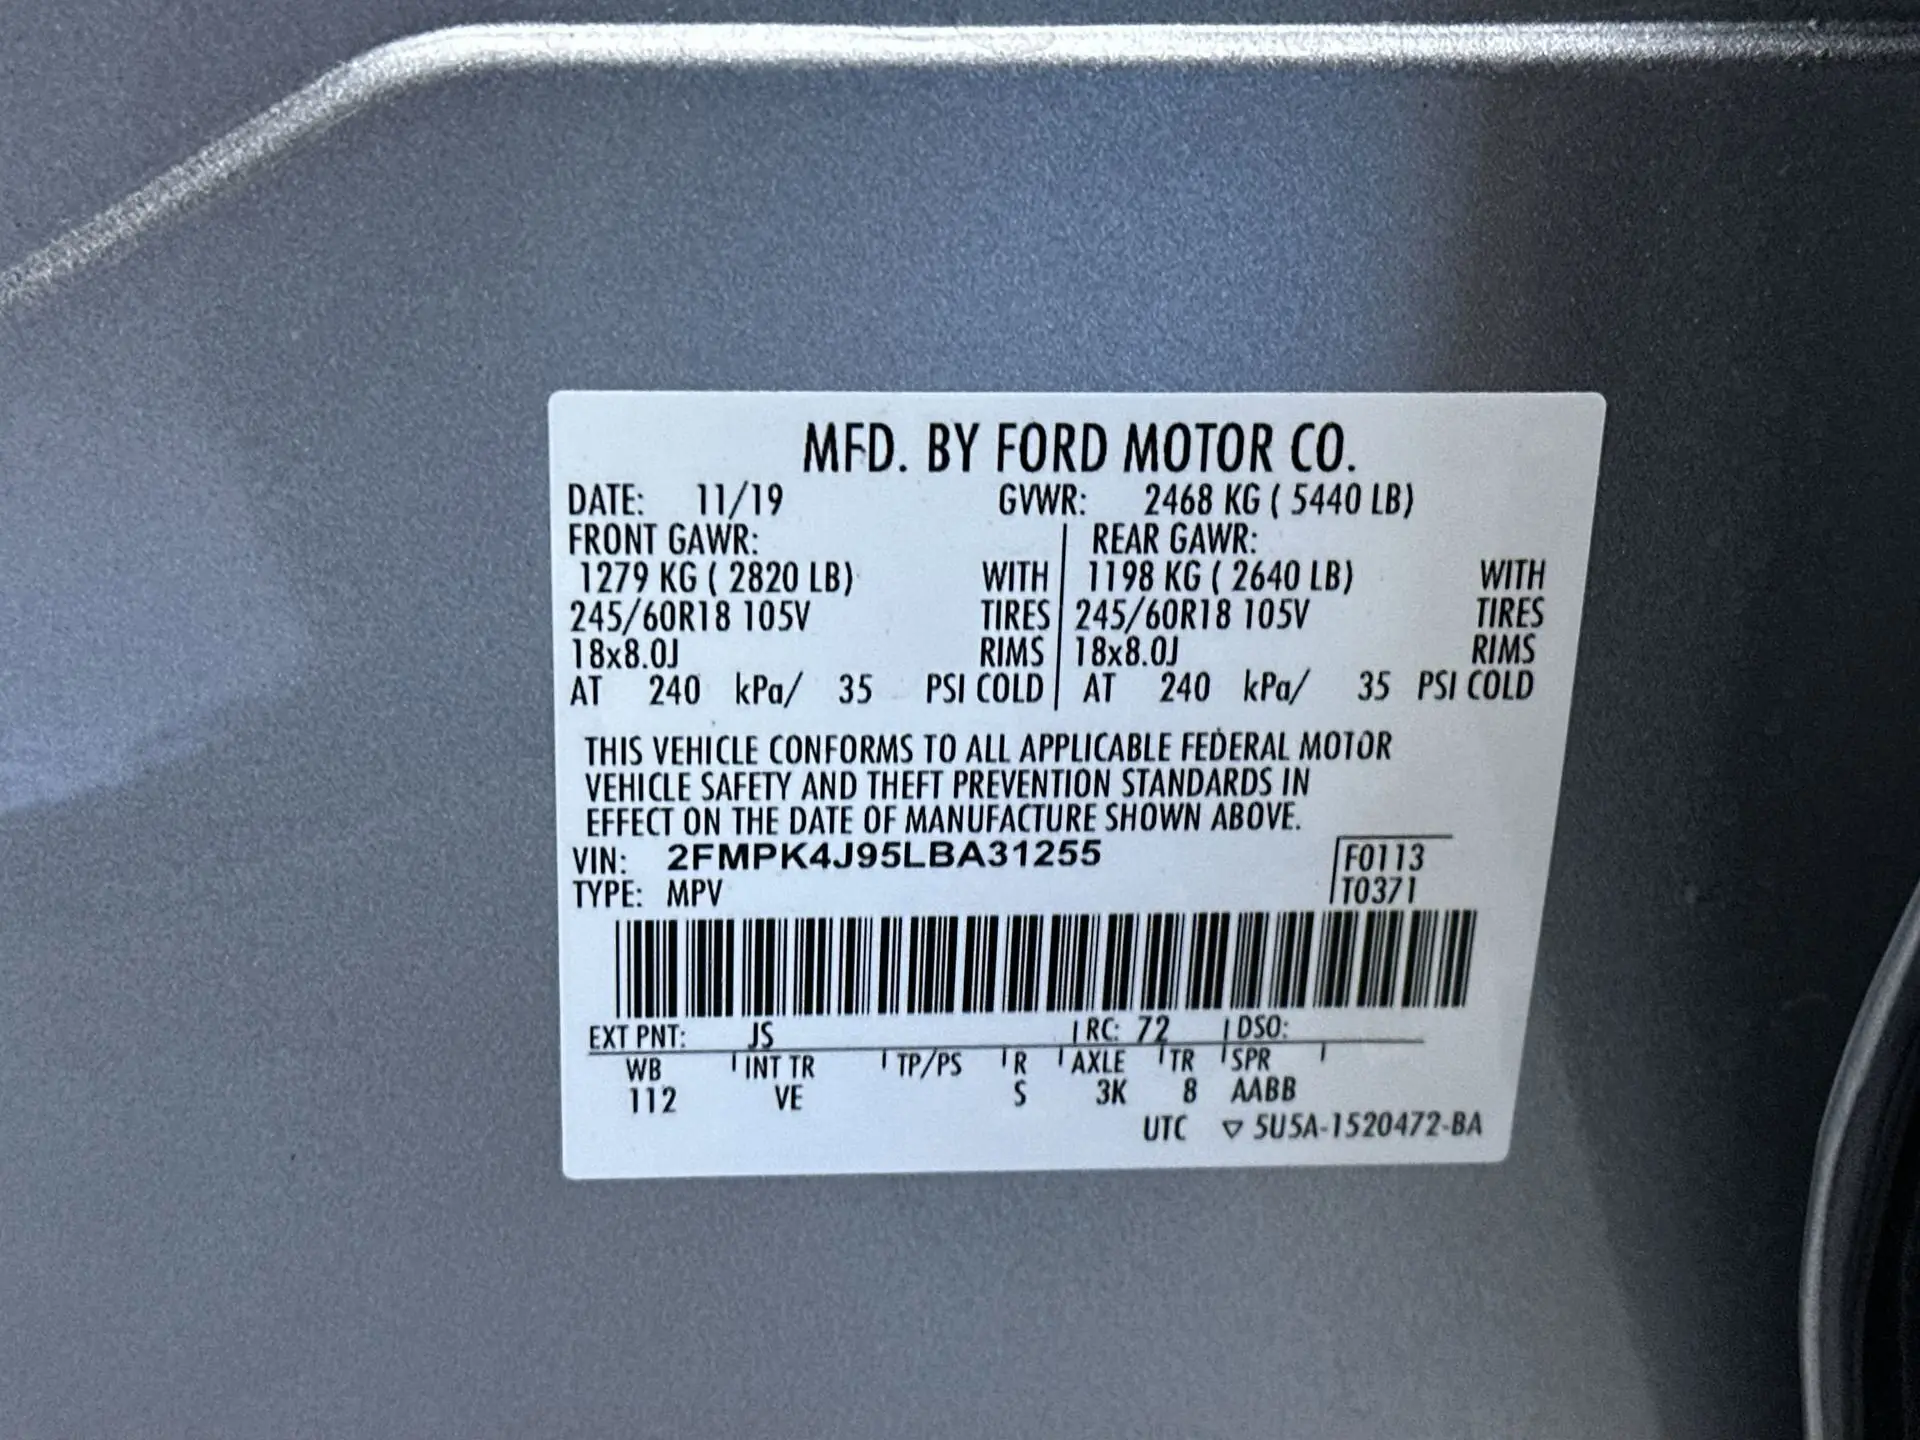 MFD. BY FORD MOTOR CO.
DATE: 11/19 GVWR: 2468 KG ( 5440 LB)
FRONT GAWR: REAR GAWR:
1279 KG ( 2820 LB) WITH 1198 KG ( 2640 LB) WITH
245/60R18 105V TIRES 245/60R18 105V TIRES
18x8.0J RIMS 18x8.0J RIMS
AT 240 kPa/ 35 PSI COLD AT 240 kPa/ 35 PSI COLD
THIS VEHICLE CONFORMS TO ALL APPLICABLE FEDERAL MOTOR
VEHICLE SAFETY AND THEFT PREVENTION STANDARDS IN
EFFECT ON THE DATE OF MANUFACTURE SHOWN ABOVE.
VIN: 2FMPK4J95LBA31255 F0113
TYPE: MPV T0371
EXT PNT: JS RC: 72 DSO:
WB INT TR TP/PS R AXLE TR SPR
112 VE S 3K 8 AABB
UTC ▽ 5U5A-1520472-BA